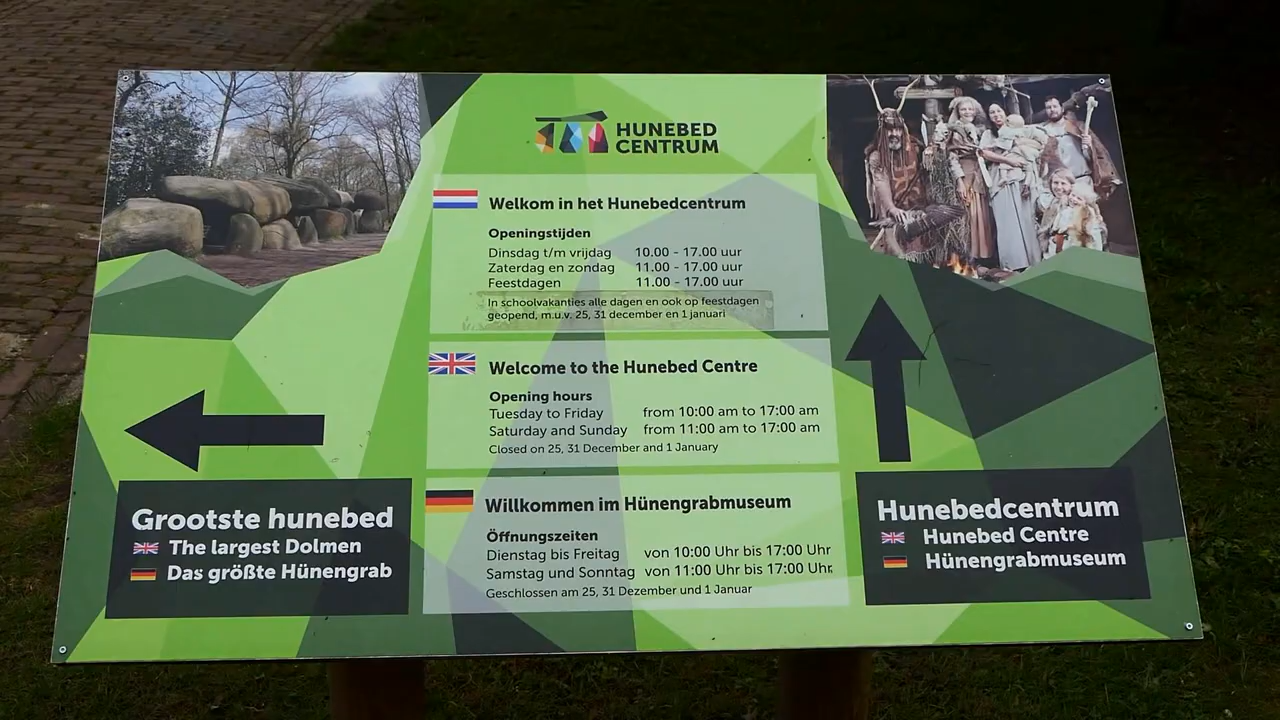 HUNEBED
CENTRUM
Welkom in het Hunebedcentrum
Openingstijden
Dinsdag t/m vrijdag 10.00 - 17.00 uur
Zaterdag en zondag 11.00 - 17.00 uur
Feestdagen 11.00 - 17.00 uur
In schoolvakanties alle dagen en ook op feestdagen
geopend, m.u.v. 25, 31 december en 1 januari
Welcome to the Hunebed Centre
Opening hours
Tuesday to Friday from 10:00 am to 17:00 am
Saturday and Sunday from 11:00 am to 17:00 am
Closed on 25, 31 December and 1 January
Willkommen im Hünengrabmuseum
Öffnungszeiten
Dienstag bis Freitag von 10:00 Uhr bis 17:00 Uhr
Samstag und Sonntag von 11:00 Uhr bis 17:00 Uhr.
Geschlossen am 25, 31 Dezember und 1 Januar
Grootste hunebed
The largest Dolmen
Das größte Hünengrab
Hunebedcentrum
Hunebed Centre
Hünengrabmuseum